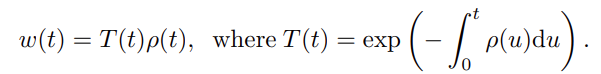 w(t) = T(t)ρ(t),  where T(t) = exp ( − ∫₀ᵗ ρ(u)du ) .